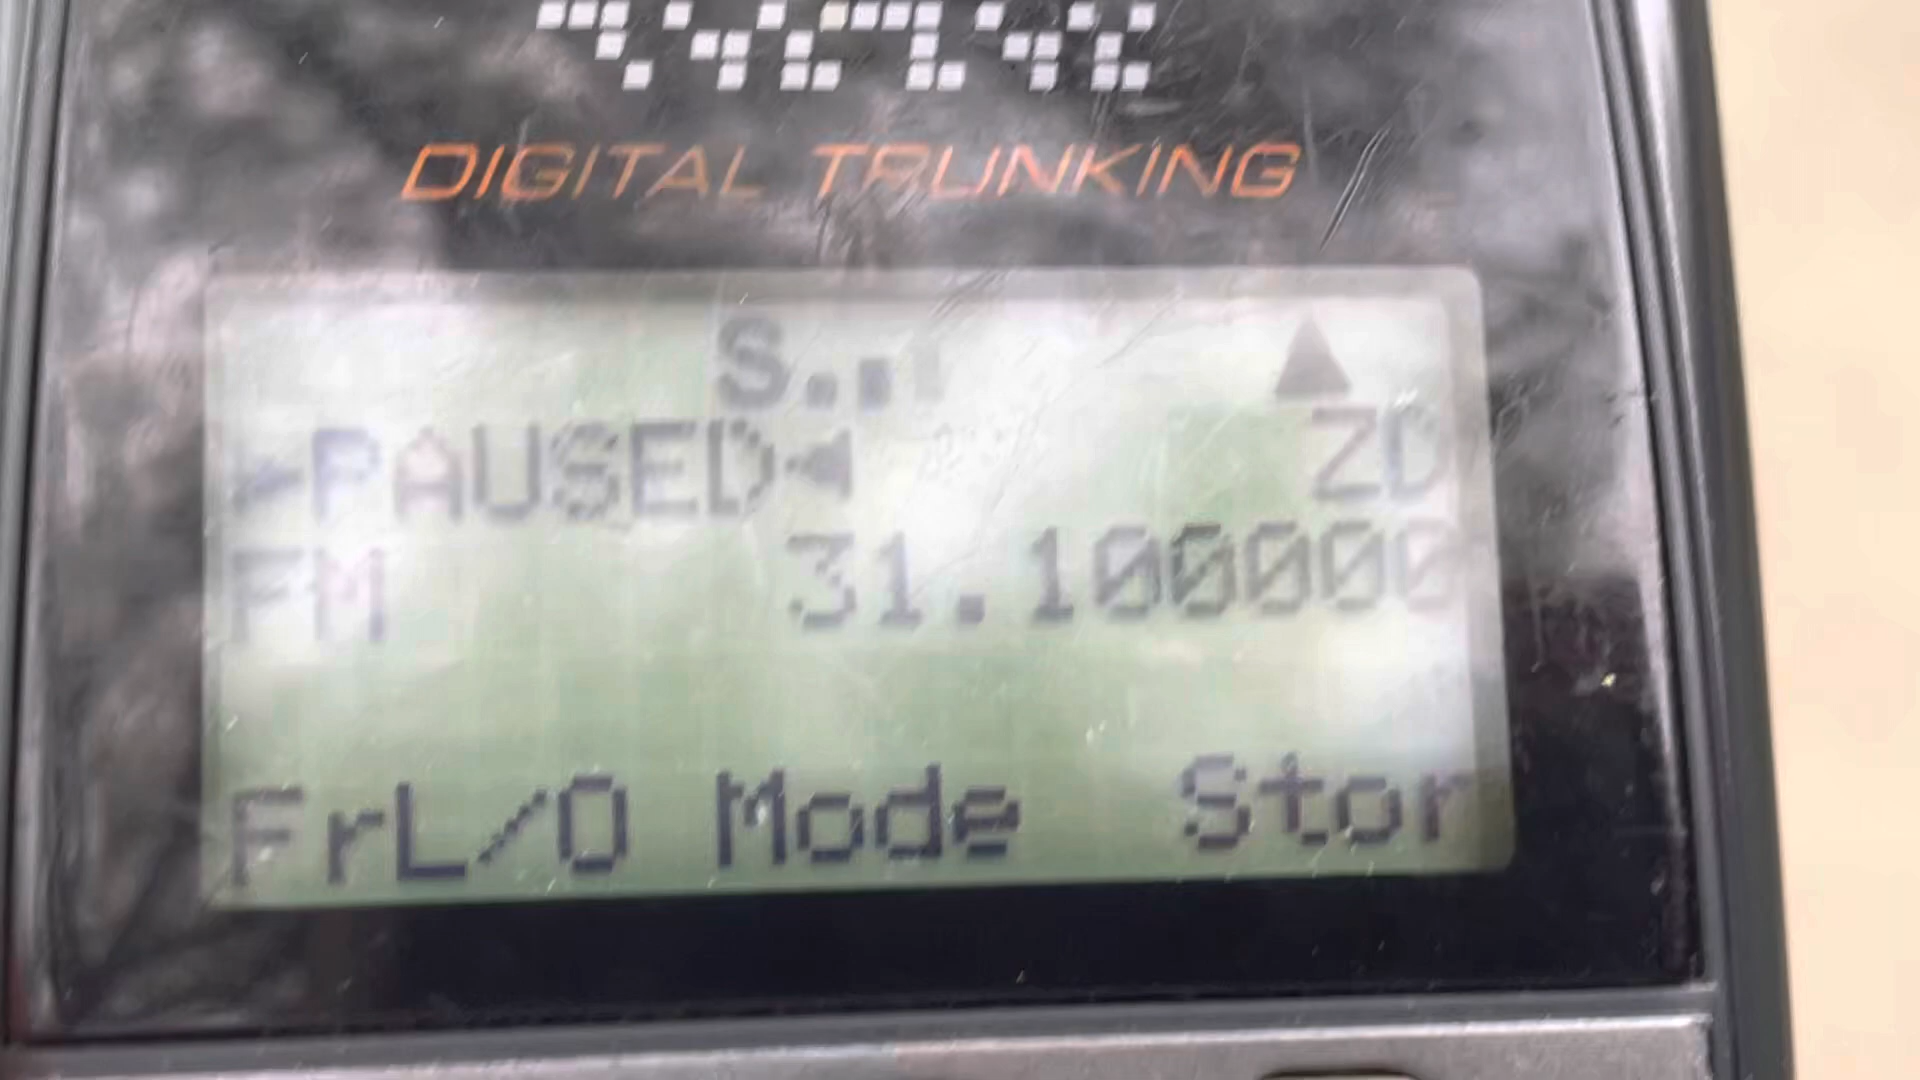 DIGITAL TRUNKING
S
PAUSED ZD
FM 31.100000
FrL/O Mode Stor